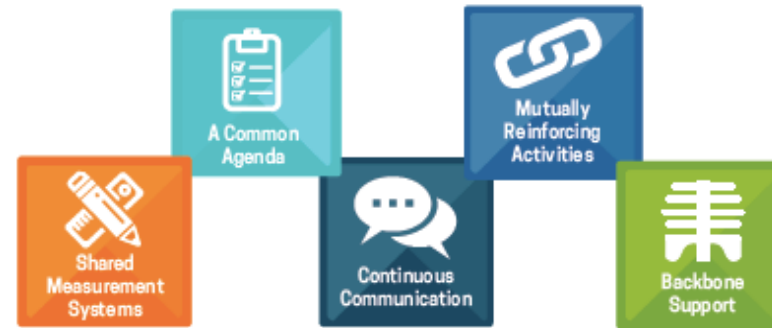 A Common
Agenda
Mutually
Reinforcing
Activities
Shared
Measurement
Systems
Continuous
Communication
Backbone
Support